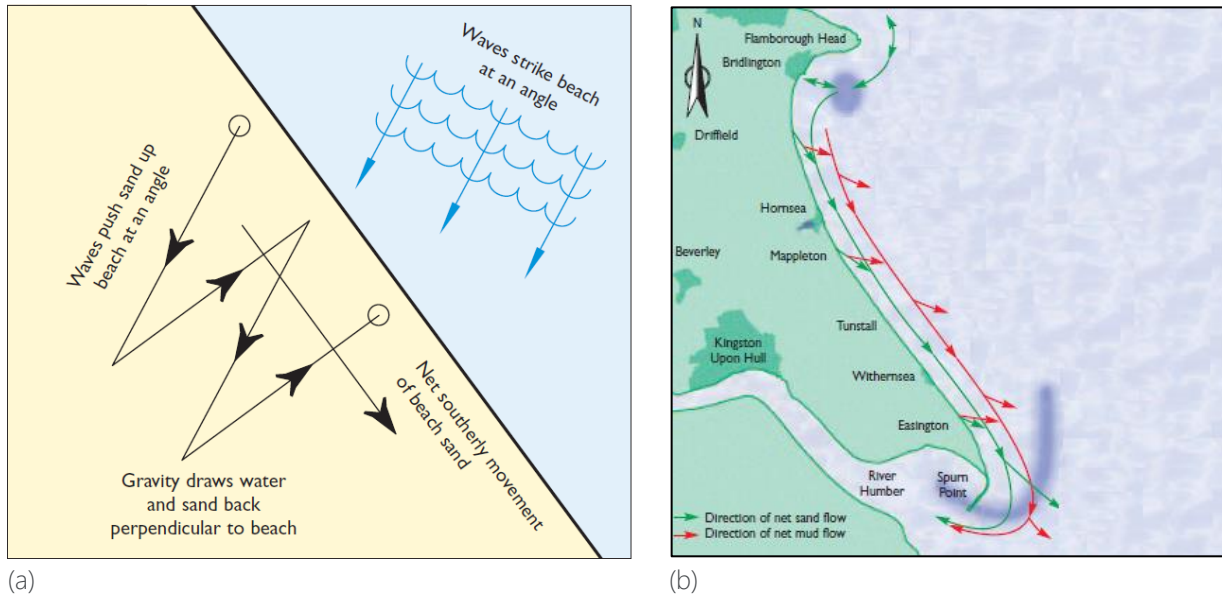 Waves strike beach
at an angle
Waves push sand up
beach at an angle
Net southerly movement
of beach sand
Gravity draws water
and sand back
perpendicular to beach
(a)
N
Flamborough Head
Bridlington
Driffield
Hornsea
Beverley
Mappleton
Tunstall
Kingston
Upon Hull
Withernsea
Easington
River
Humber
Spurn
Point
Direction of net sand flow
Direction of net mud flow
(b)